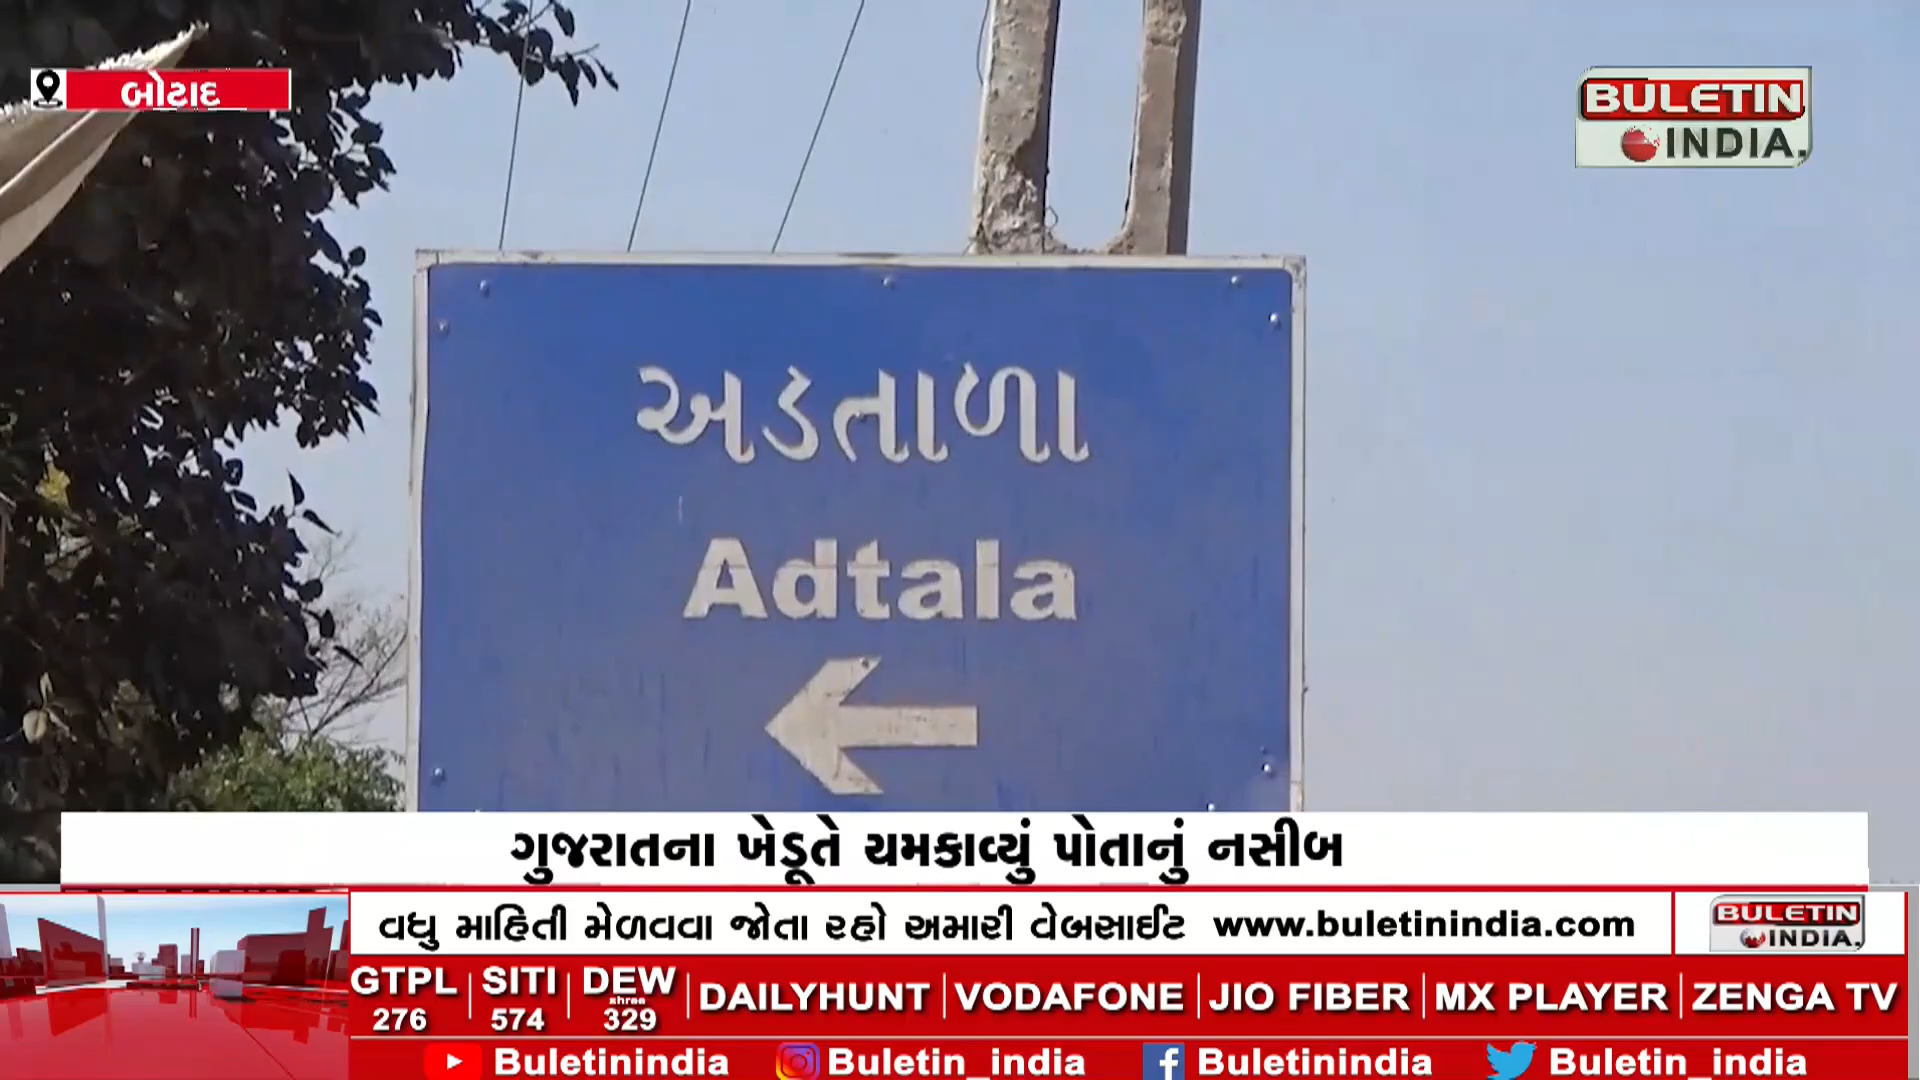 બોટાદ
BULETIN
INDIA.
અડતાળા
Adtala
ગુજરાતના ખેડૂતે ચમકાવ્યું પોતાનું નસીબ
વધુ માહિતી મેળવવા જોતા રહો અમારી વેબસાઈટ www.buletinindia.com
BULETIN
INDIA.
GTPL 276 | SITI 574 | DEW shree 329 | DAILYHUNT | VODAFONE | JIO FIBER | MX PLAYER | ZENGA TV
Buletinindia Buletin_india Buletinindia Buletin_india